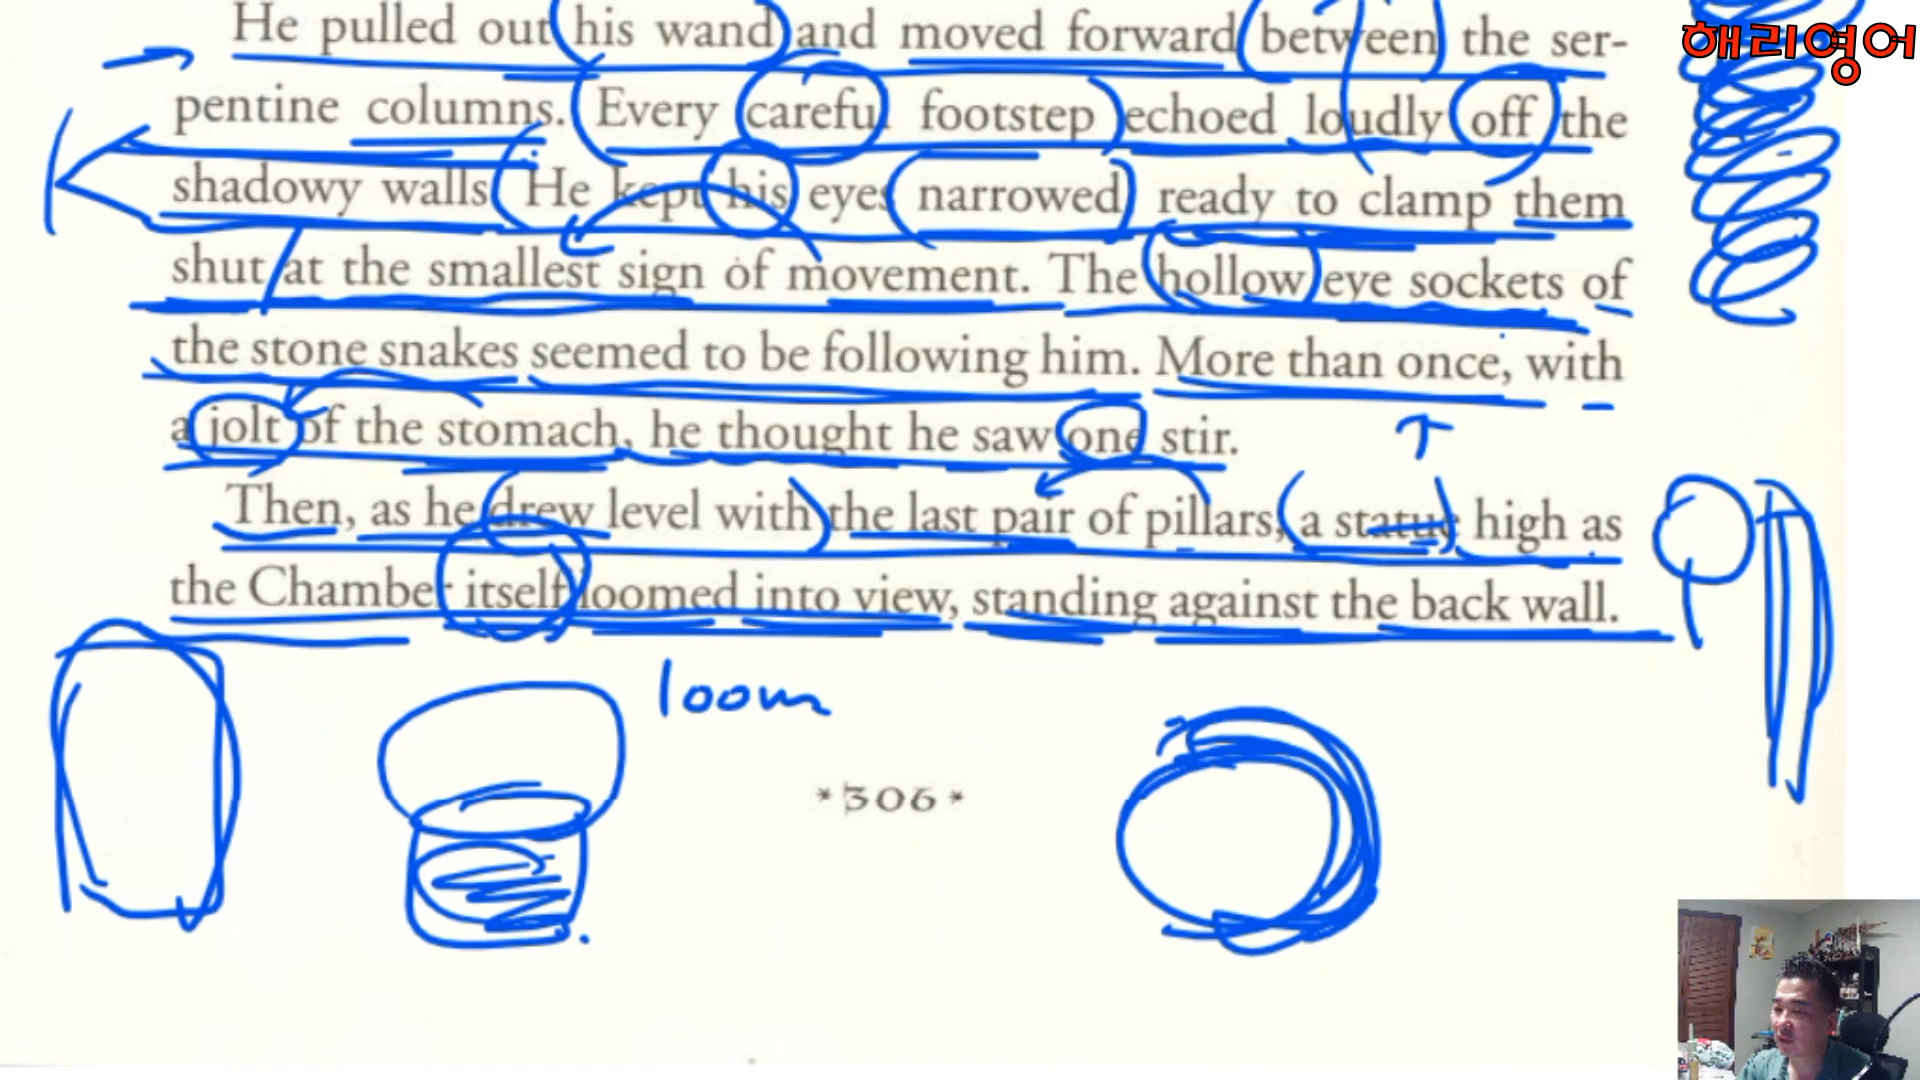 He pulled out his wand and moved forward between the ser-
해리영어
pentine columns. Every careful footstep echoed loudly off the
shadowy walls. He kept his eyes narrowed, ready to clamp them
shut at the smallest sign of movement. The hollow eye sockets of
the stone snakes seemed to be following him. More than once, with
a jolt of the stomach, he thought he saw one stir.
Then, as he drew level with the last pair of pillars, a statue high as
the Chamber itself loomed into view, standing against the back wall.
loom
*306*